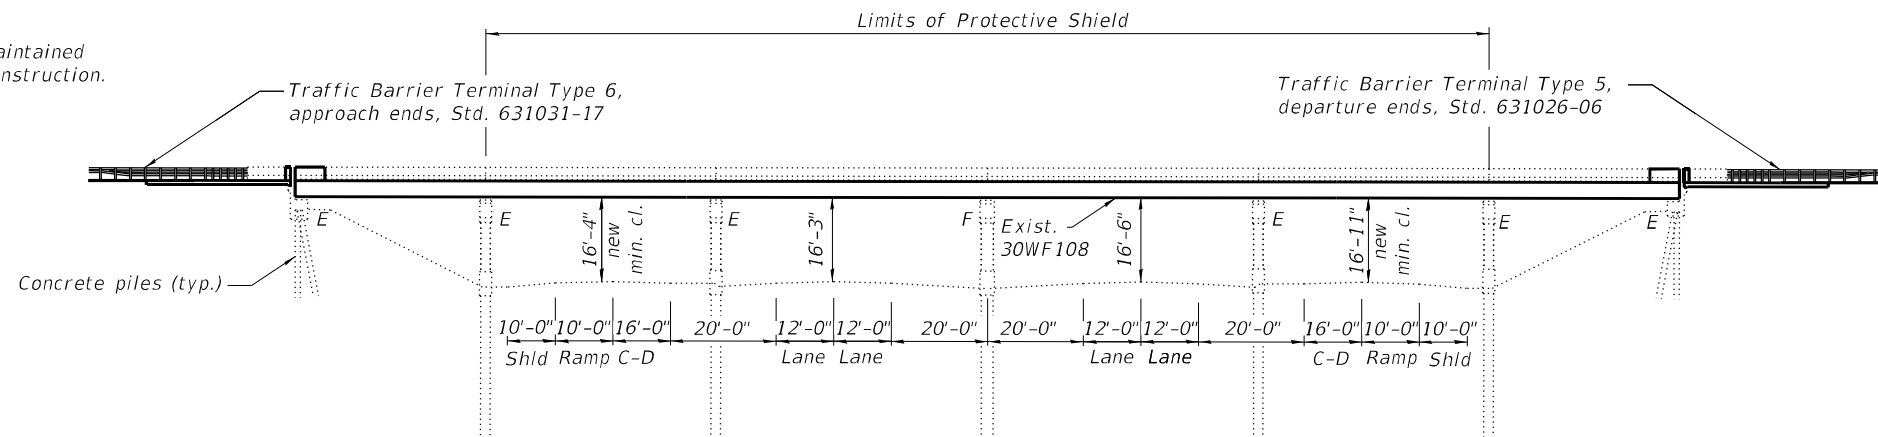 Limits of Protective Shield
aintained
nstruction.
Traffic Barrier Terminal Type 6,
approach ends, Std. 631031-17
Traffic Barrier Terminal Type 5,
departure ends, Std. 631026-06
E
E
E
F
E
E
E
16'-4"
new
min. cl.
16'-3"
Exist.
30WF108
16'-6"
16'-11"
new
min. cl.
Concrete piles (typ.)
10'-0" 10'-0" 16'-0" 20'-0" 12'-0" 12'-0" 20'-0" 20'-0" 12'-0" 12'-0" 20'-0" 16'-0" 10'-0" 10'-0"
Shld Ramp C-D Lane Lane Lane Lane C-D Ramp Shld